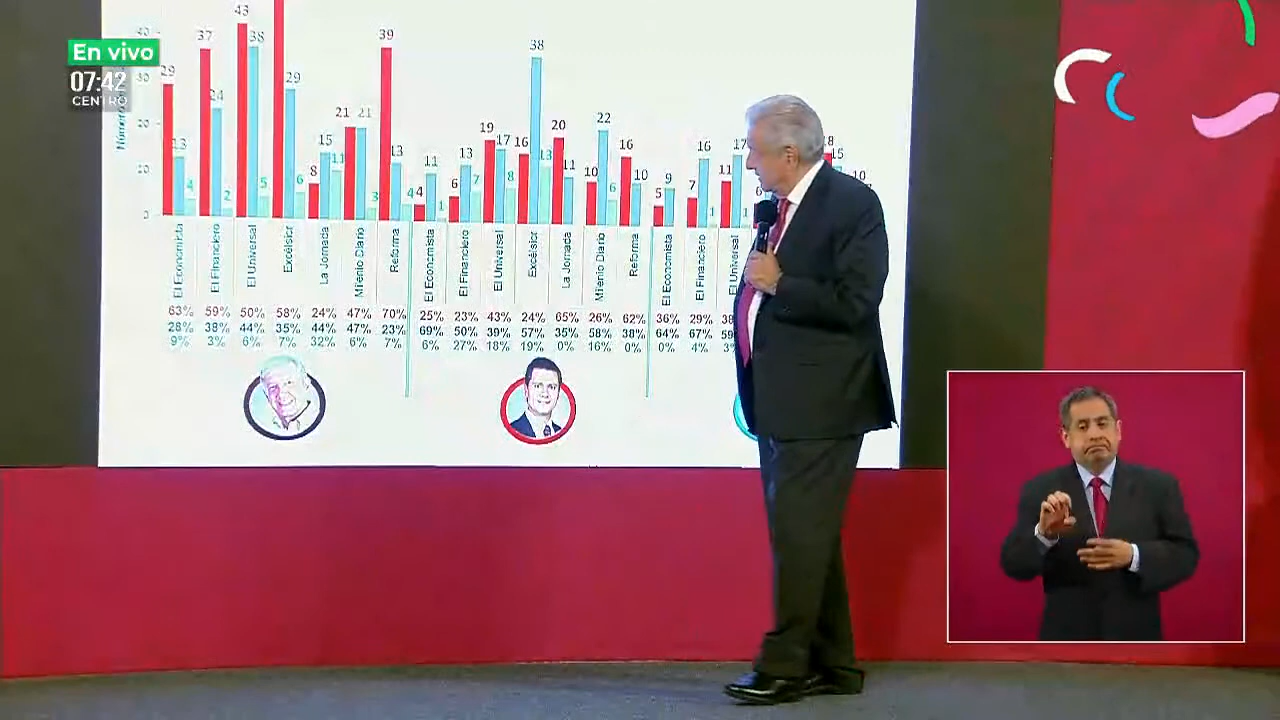 En vivo
07:42
CENTRO
43
37
38
39
38
29
29
24
21
21
22
19
17
20
16
16
16
17
18
15
15
13
13
13
13
11
11
11
11
10
10
10
9
8
8
7
7
6
6
6
5
5
4
4
4
3
2
1
1
1
El Economista
El Financiero
El Universal
Excélsior
La Jornada
Milenio Diario
Reforma
El Economista
El Financiero
El Universal
Excélsior
La Jornada
Milenio Diario
Reforma
El Economista
El Financiero
El Universal
63% 59% 50% 58% 24% 47% 70% 25% 23% 43% 24% 65% 26% 62% 36% 29% 38
28% 38% 44% 35% 44% 47% 23% 69% 50% 39% 57% 35% 58% 38% 64% 67% 59
9% 3% 6% 7% 32% 6% 7% 6% 27% 18% 19% 0% 16% 0% 0% 4% 3